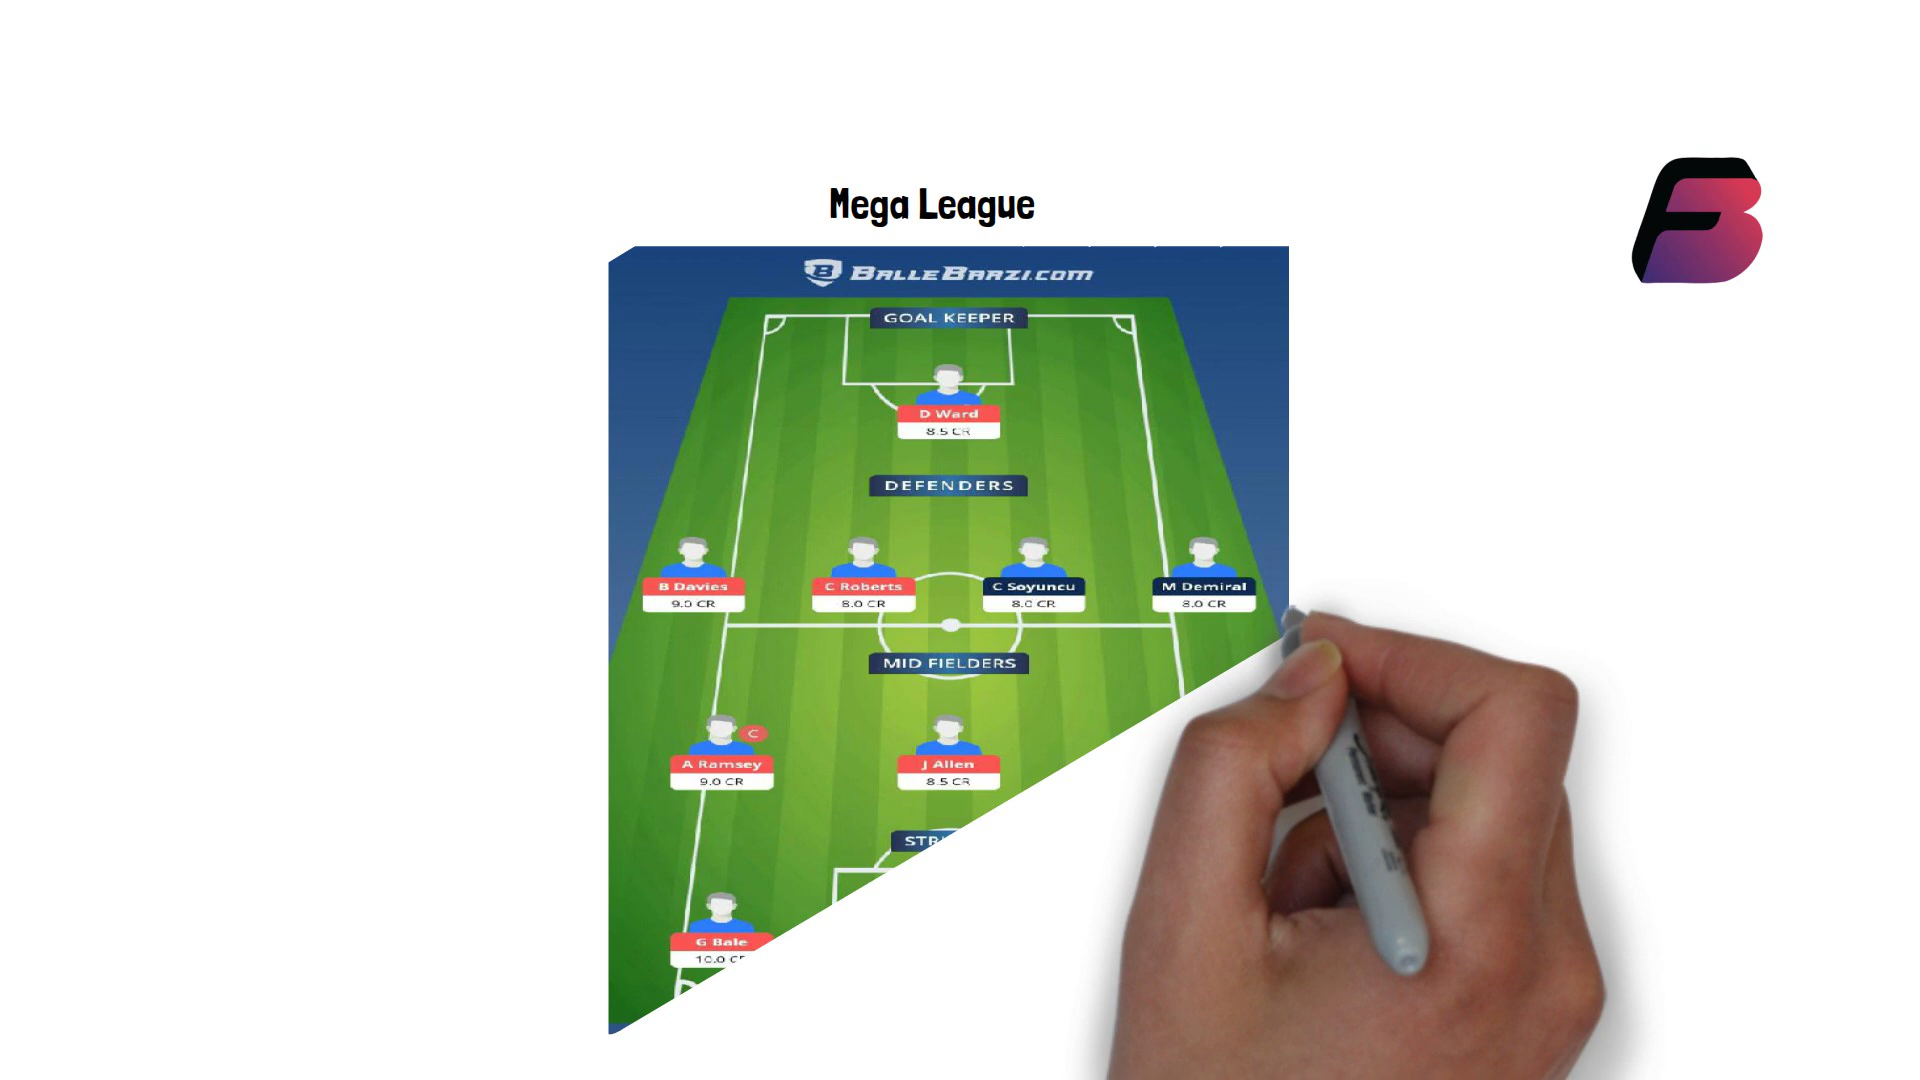 Mega League
BALLEBAAZI.COM
GOAL KEEPER
D Ward
8.5 CR
DEFENDERS
B Davies
9.0 CR
C Roberts
8.0 CR
C Soyuncu
8.0 CR
M Demiral
8.0 CR
MID FIELDERS
C
A Ramsey
9.0 CR
J Allen
8.5 CR
G Bale
10.0